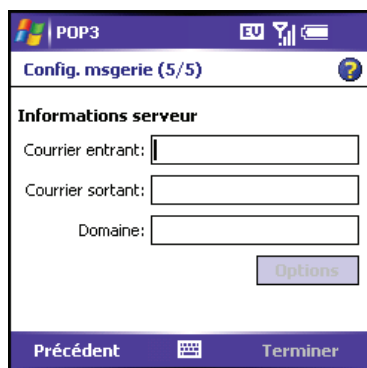 POP3 EU
Config. msgerie (5/5) ?
Informations serveur
Courrier entrant:
Courrier sortant:
Domaine:
Options
Précédent Terminer